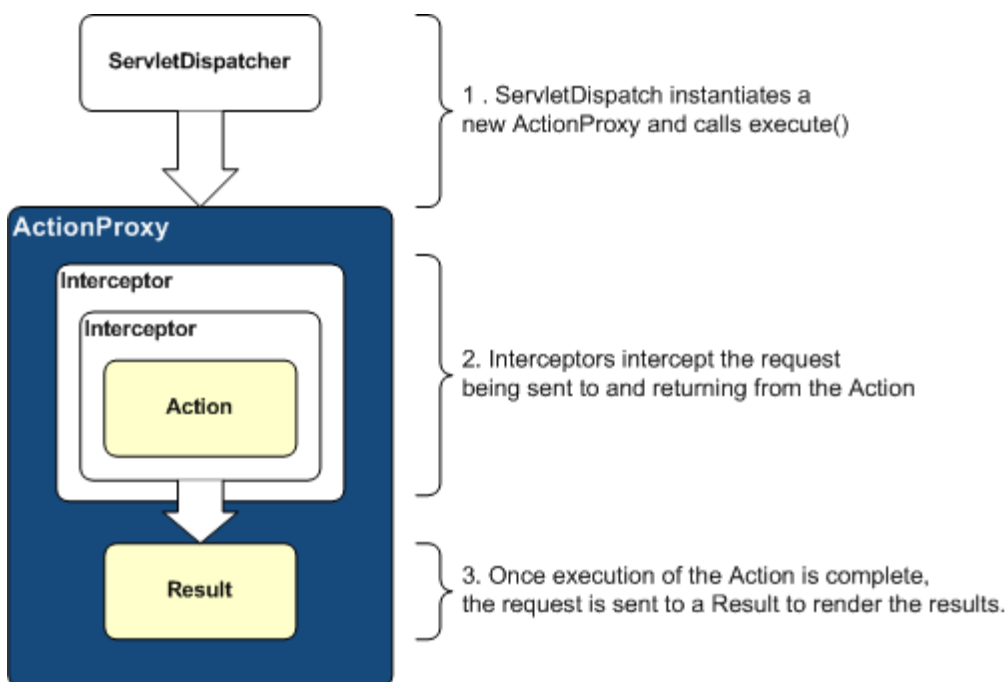 ServletDispatcher
1 . ServletDispatch instantiates a
new ActionProxy and calls execute()
ActionProxy
Interceptor
Interceptor
Action
2. Interceptors intercept the request
being sent to and returning from the Action
Result
3. Once execution of the Action is complete,
the request is sent to a Result to render the results.